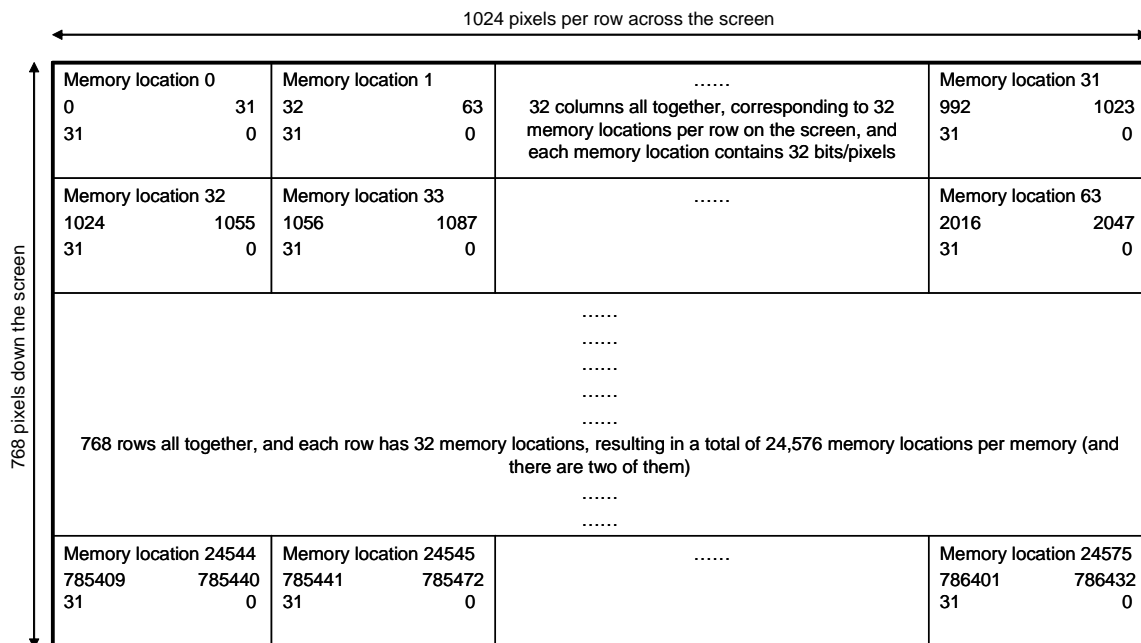 1024 pixels per row across the screen
768 pixels down the screen
Memory location 0
0 31
31 0
Memory location 1
32 63
31 0
......
32 columns all together, corresponding to 32
memory locations per row on the screen, and
each memory location contains 32 bits/pixels
Memory location 31
992 1023
31 0
Memory location 32
1024 1055
31 0
Memory location 33
1056 1087
31 0
......
Memory location 63
2016 2047
31 0
......
......
......
......
......
768 rows all together, and each row has 32 memory locations, resulting in a total of 24,576 memory locations per memory (and
there are two of them)
......
......
Memory location 24544
785409 785440
31 0
Memory location 24545
785441 785472
31 0
......
Memory location 24575
786401 786432
31 0